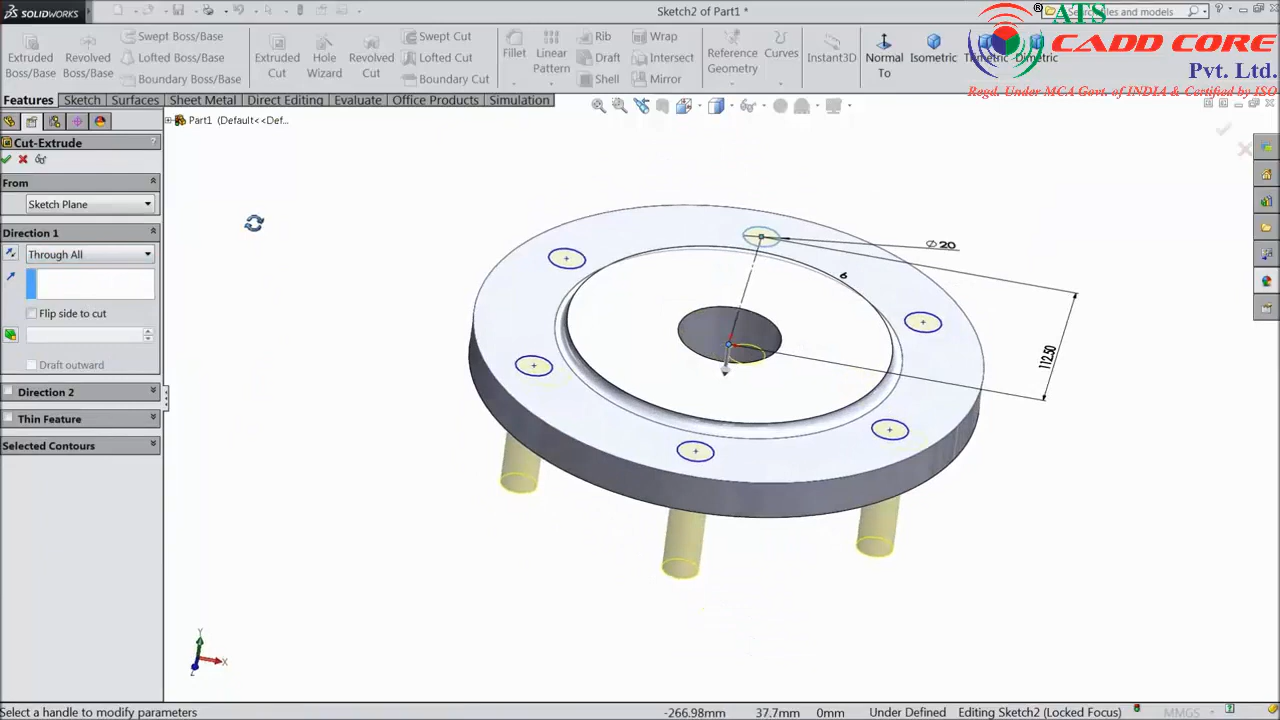 SOLIDWORKS
Sketch2 of Part1 *
Search files and models
ATS
CADD CORE
Pvt. Ltd.
Regd. Under MCA Govt. of INDIA & Certified by ISO
Extruded Boss/Base
Revolved Boss/Base
Swept Boss/Base
Lofted Boss/Base
Boundary Boss/Base
Extruded Cut
Hole Wizard
Revolved Cut
Swept Cut
Lofted Cut
Boundary Cut
Fillet
Linear Pattern
Rib
Draft
Shell
Wrap
Intersect
Mirror
Reference Geometry
Curves
Instant3D
Normal To
Isometric
Dimetric
Features
Sketch
Surfaces
Sheet Metal
Direct Editing
Evaluate
Office Products
Simulation
Part1 (Default<<Def...
Cut-Extrude
?
From
Sketch Plane
Direction 1
Through All
Flip side to cut
Draft outward
Direction 2
Thin Feature
Selected Contours
⌀20
6
112.50
Y
X
Z
Select a handle to modify parameters
-266.98mm
37.7mm
0mm
Under Defined
Editing Sketch2 (Locked Focus)
MMGS